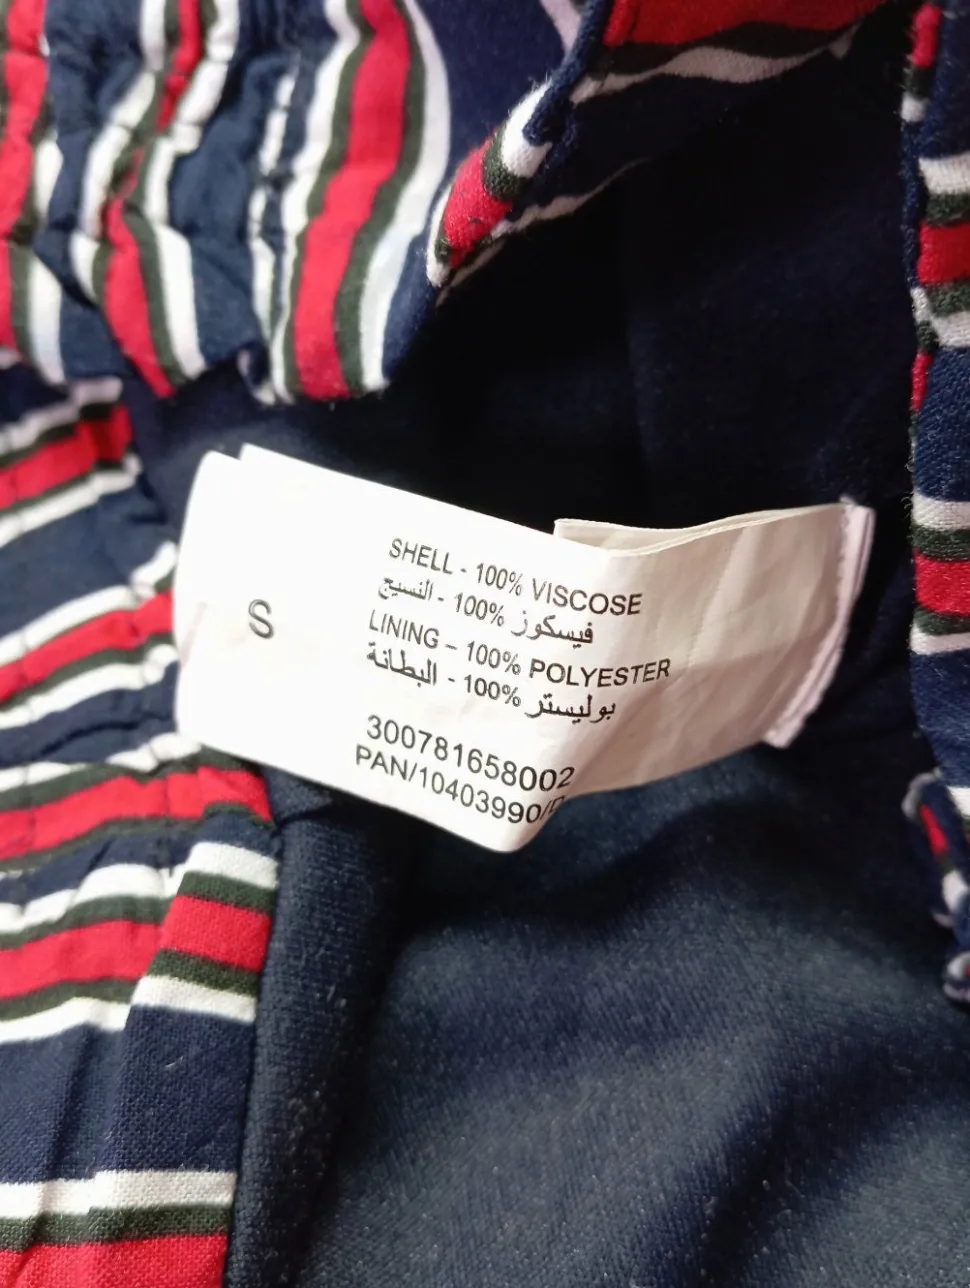 S
SHELL - 100% VISCOSE
فيسكوز 100% - النسيج
LINING – 100% POLYESTER
بوليستر 100% - البطانة
300781658002
PAN/10403990/